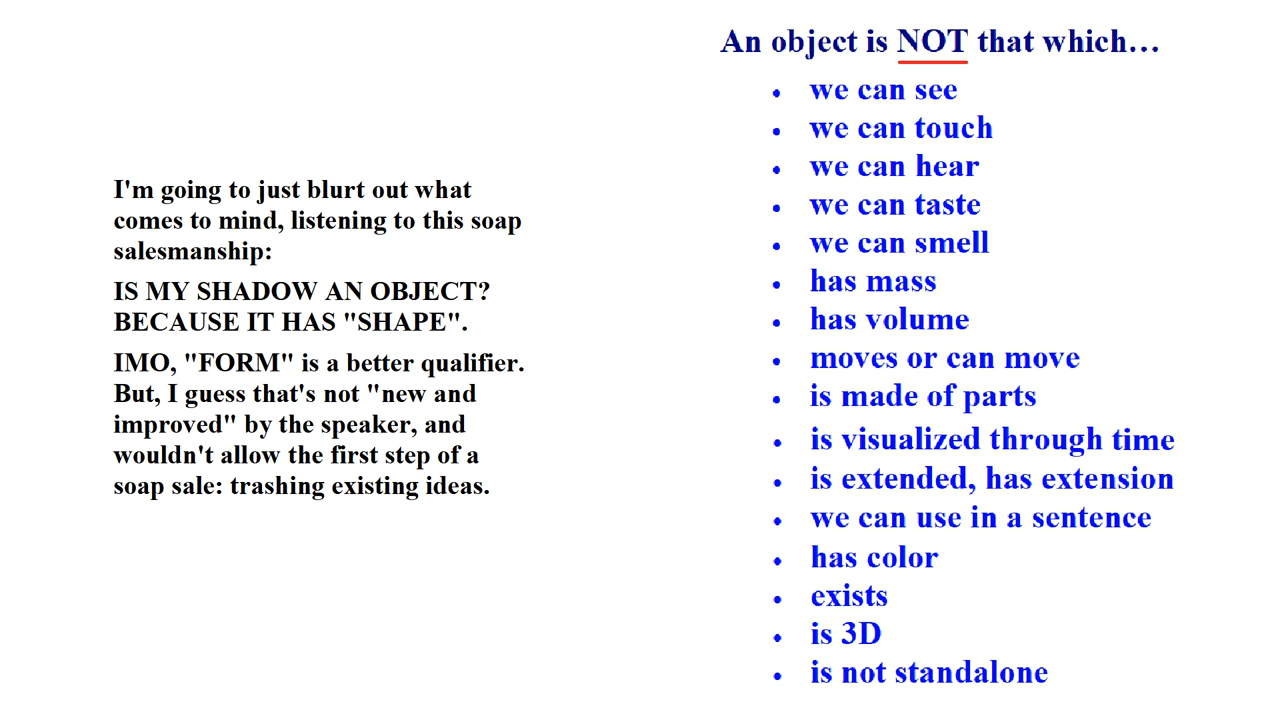 I'm going to just blurt out what
comes to mind, listening to this soap
salesmanship:
IS MY SHADOW AN OBJECT?
BECAUSE IT HAS "SHAPE".
IMO, "FORM" is a better qualifier.
But, I guess that's not "new and
improved" by the speaker, and
wouldn't allow the first step of a
soap sale: trashing existing ideas.
An object is NOT that which…
• we can see
• we can touch
• we can hear
• we can taste
• we can smell
• has mass
• has volume
• moves or can move
• is made of parts
• is visualized through time
• is extended, has extension
• we can use in a sentence
• has color
• exists
• is 3D
• is not standalone